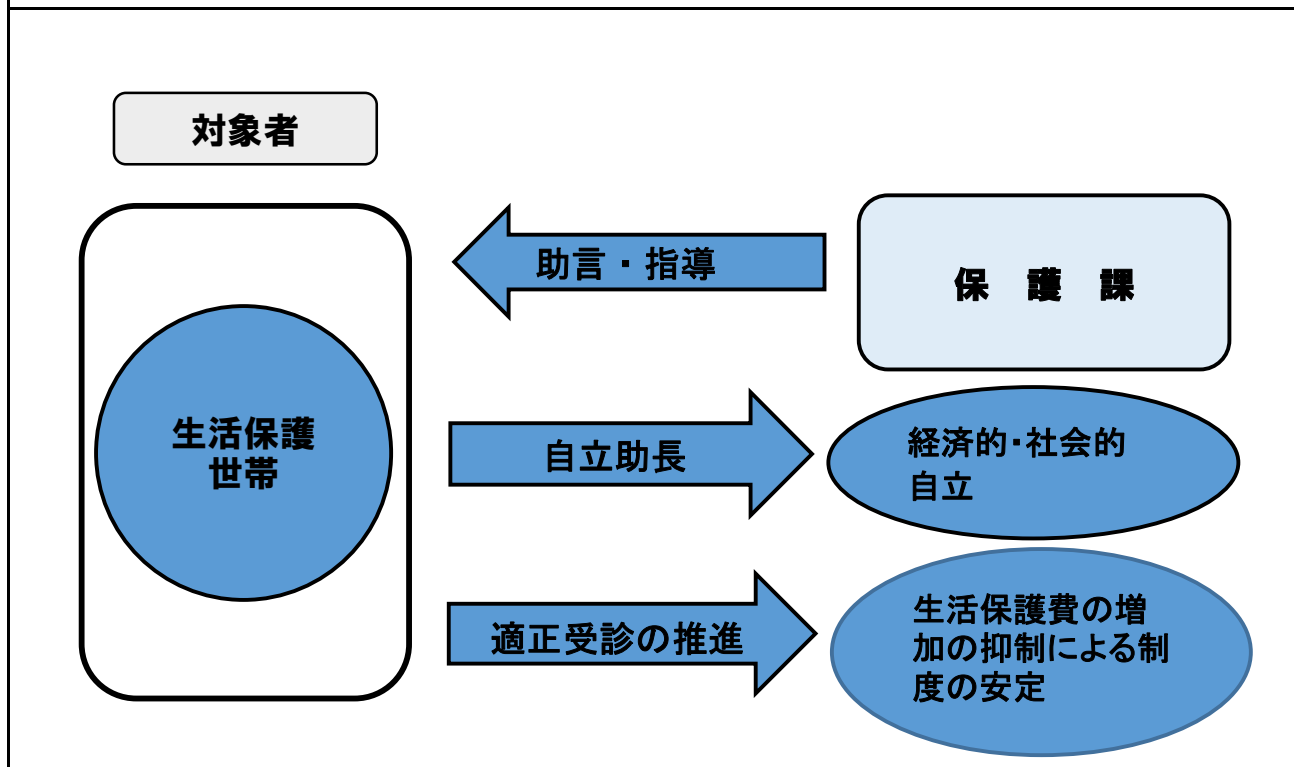 対象者
助言・指導
保　護　課
生活保護
世帯
自立助長
経済的・社会的
自立
適正受診の推進
生活保護費の増
加の抑制による制
度の安定